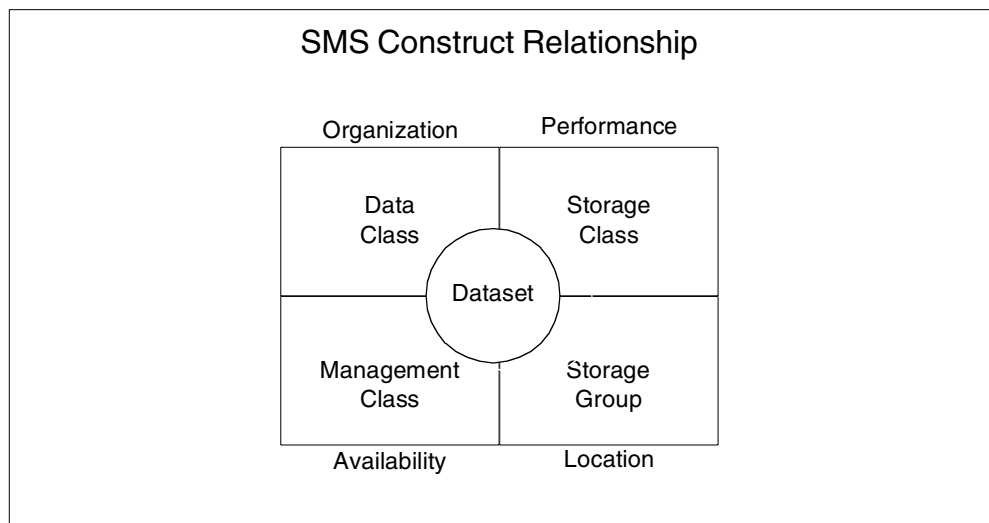 SMS Construct Relationship
Organization
Performance
Data
Class
Storage
Class
Dataset
Management
Class
Storage
Group
Availability
Location